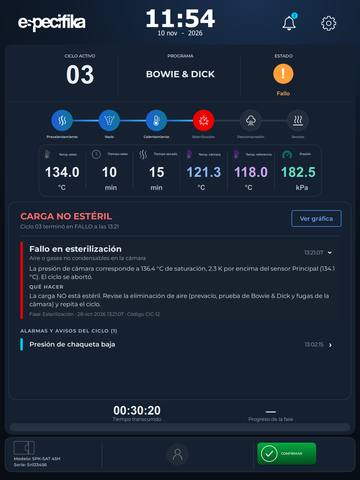 e·specifika
11:54
10 nov - 2026
2
CICLO ACTIVO
03
PROGRAMA
BOWIE & DICK
ESTADO
!
Fallo
Precalentamiento
Vacío
Calentamiento
Esterilización
Descompresión
Secado
Temp. estec.
134.0
°C
Tiempo estec.
10
min
Tiempo secado
15
min
Temp. cámara
121.3
°C
Temp. referencia
118.0
°C
Presión
182.5
kPa
CARGA NO ESTÉRIL
Ciclo 03 terminó en FALLO a las 13:21
Ver gráfica
Fallo en esterilización
13:21:07
Aire o gases no condensables en la cámara
La presión de cámara corresponde a 136.4 °C de saturación, 2.3 K por encima del sensor Principal (134.1
°C). El ciclo se abortó.
QUÉ HACER
La carga NO está estéril. Revise la eliminación de aire (prevacío, prueba de Bowie & Dick y fugas de la
cámara) y repita el ciclo.
Fase: Esterilización · 28-oct-2026 13:21:07 · Código CIC-12
ALARMAS Y AVISOS DEL CICLO (1)
Presión de chaqueta baja
13:02:15
00:30:20
Tiempo transcurrido
—
Progreso de la fase
Modelo: SPK-SAT 45H
Serie: Sn123456
CONFIRMAR